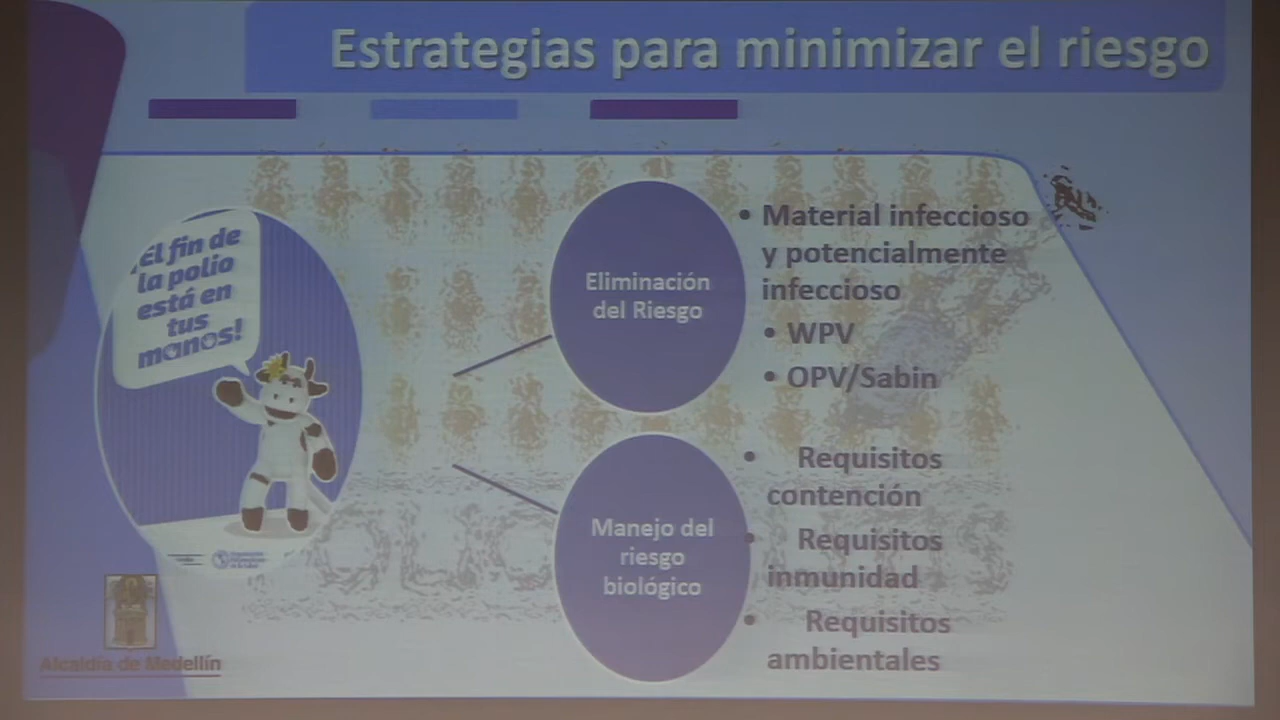 Estrategias para minimizar el riesgo
¡El fin de
la polio
está en
tus
manos!
Eliminación
del Riesgo
• Material infeccioso
y potencialmente
infeccioso
• WPV
• OPV/Sabin
Manejo del
riesgo
biológico
• Requisitos
contención
• Requisitos
inmunidad
• Requisitos
ambientales
Alcaldía de Medellín